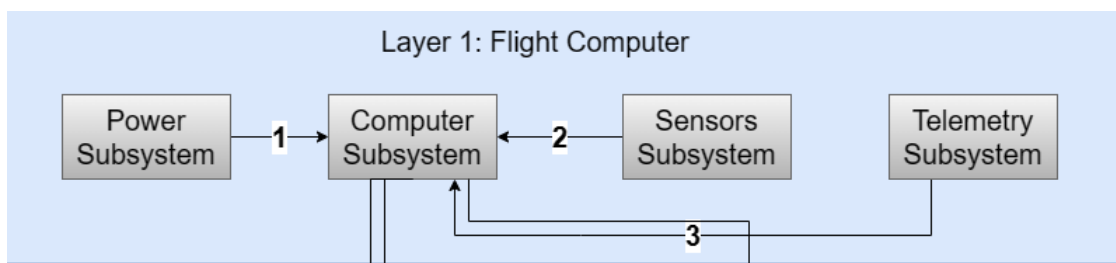 Layer 1: Flight Computer
Power
Subsystem
1
Computer
Subsystem
2
Sensors
Subsystem
Telemetry
Subsystem
3